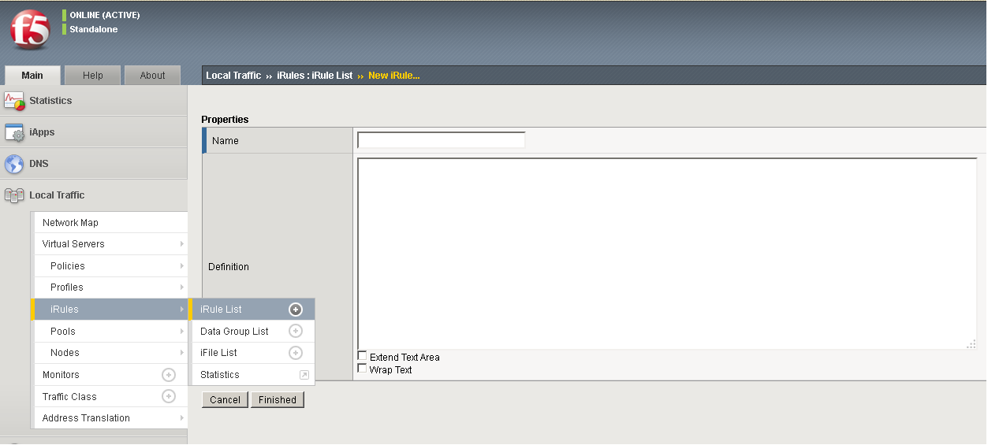 f5
ONLINE (ACTIVE)
Standalone
Main
Help
About
Local Traffic ›› iRules : iRule List ›› New iRule...
Statistics
iApps
DNS
Local Traffic
Network Map
Virtual Servers
Policies
Profiles
iRules
Pools
Nodes
Monitors
Traffic Class
Address Translation
iRule List
Data Group List
iFile List
Statistics
Properties
Name
Definition
Extend Text Area
Wrap Text
Cancel
Finished